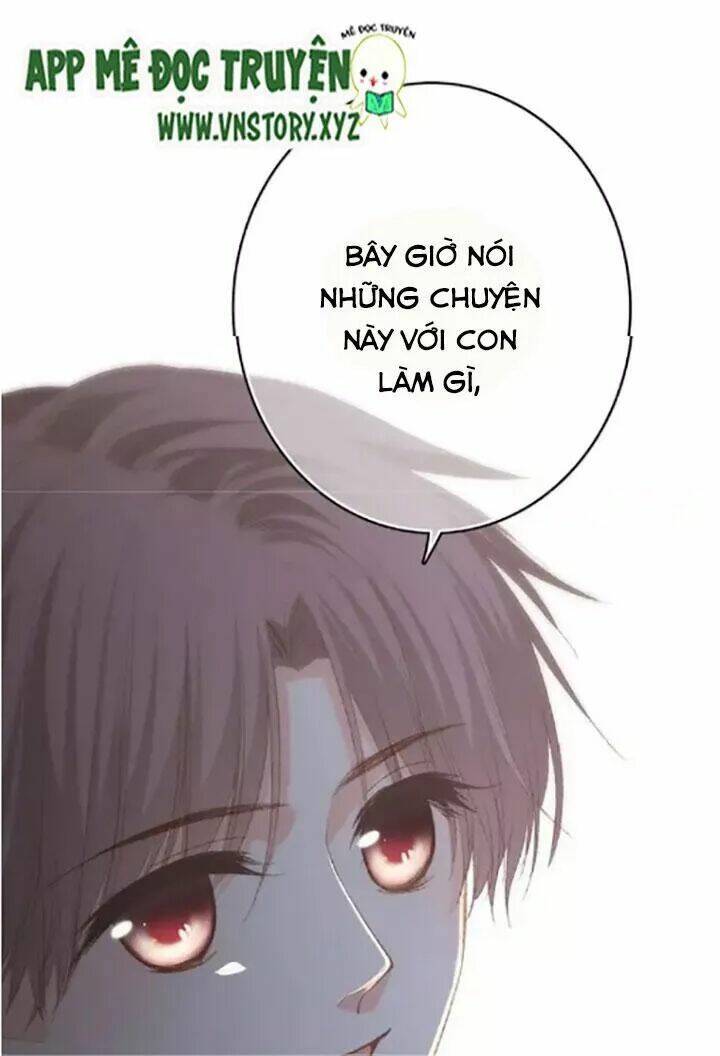 MÊ ĐỌC TRUYỆN
APP MÊ ĐỌC TRUYỆN
WWW.VNSTORY.XYZ
BÂY GIỜ NÓI
NHỮNG CHUYỆN
NÀY VỚI CON
LÀM GÌ,